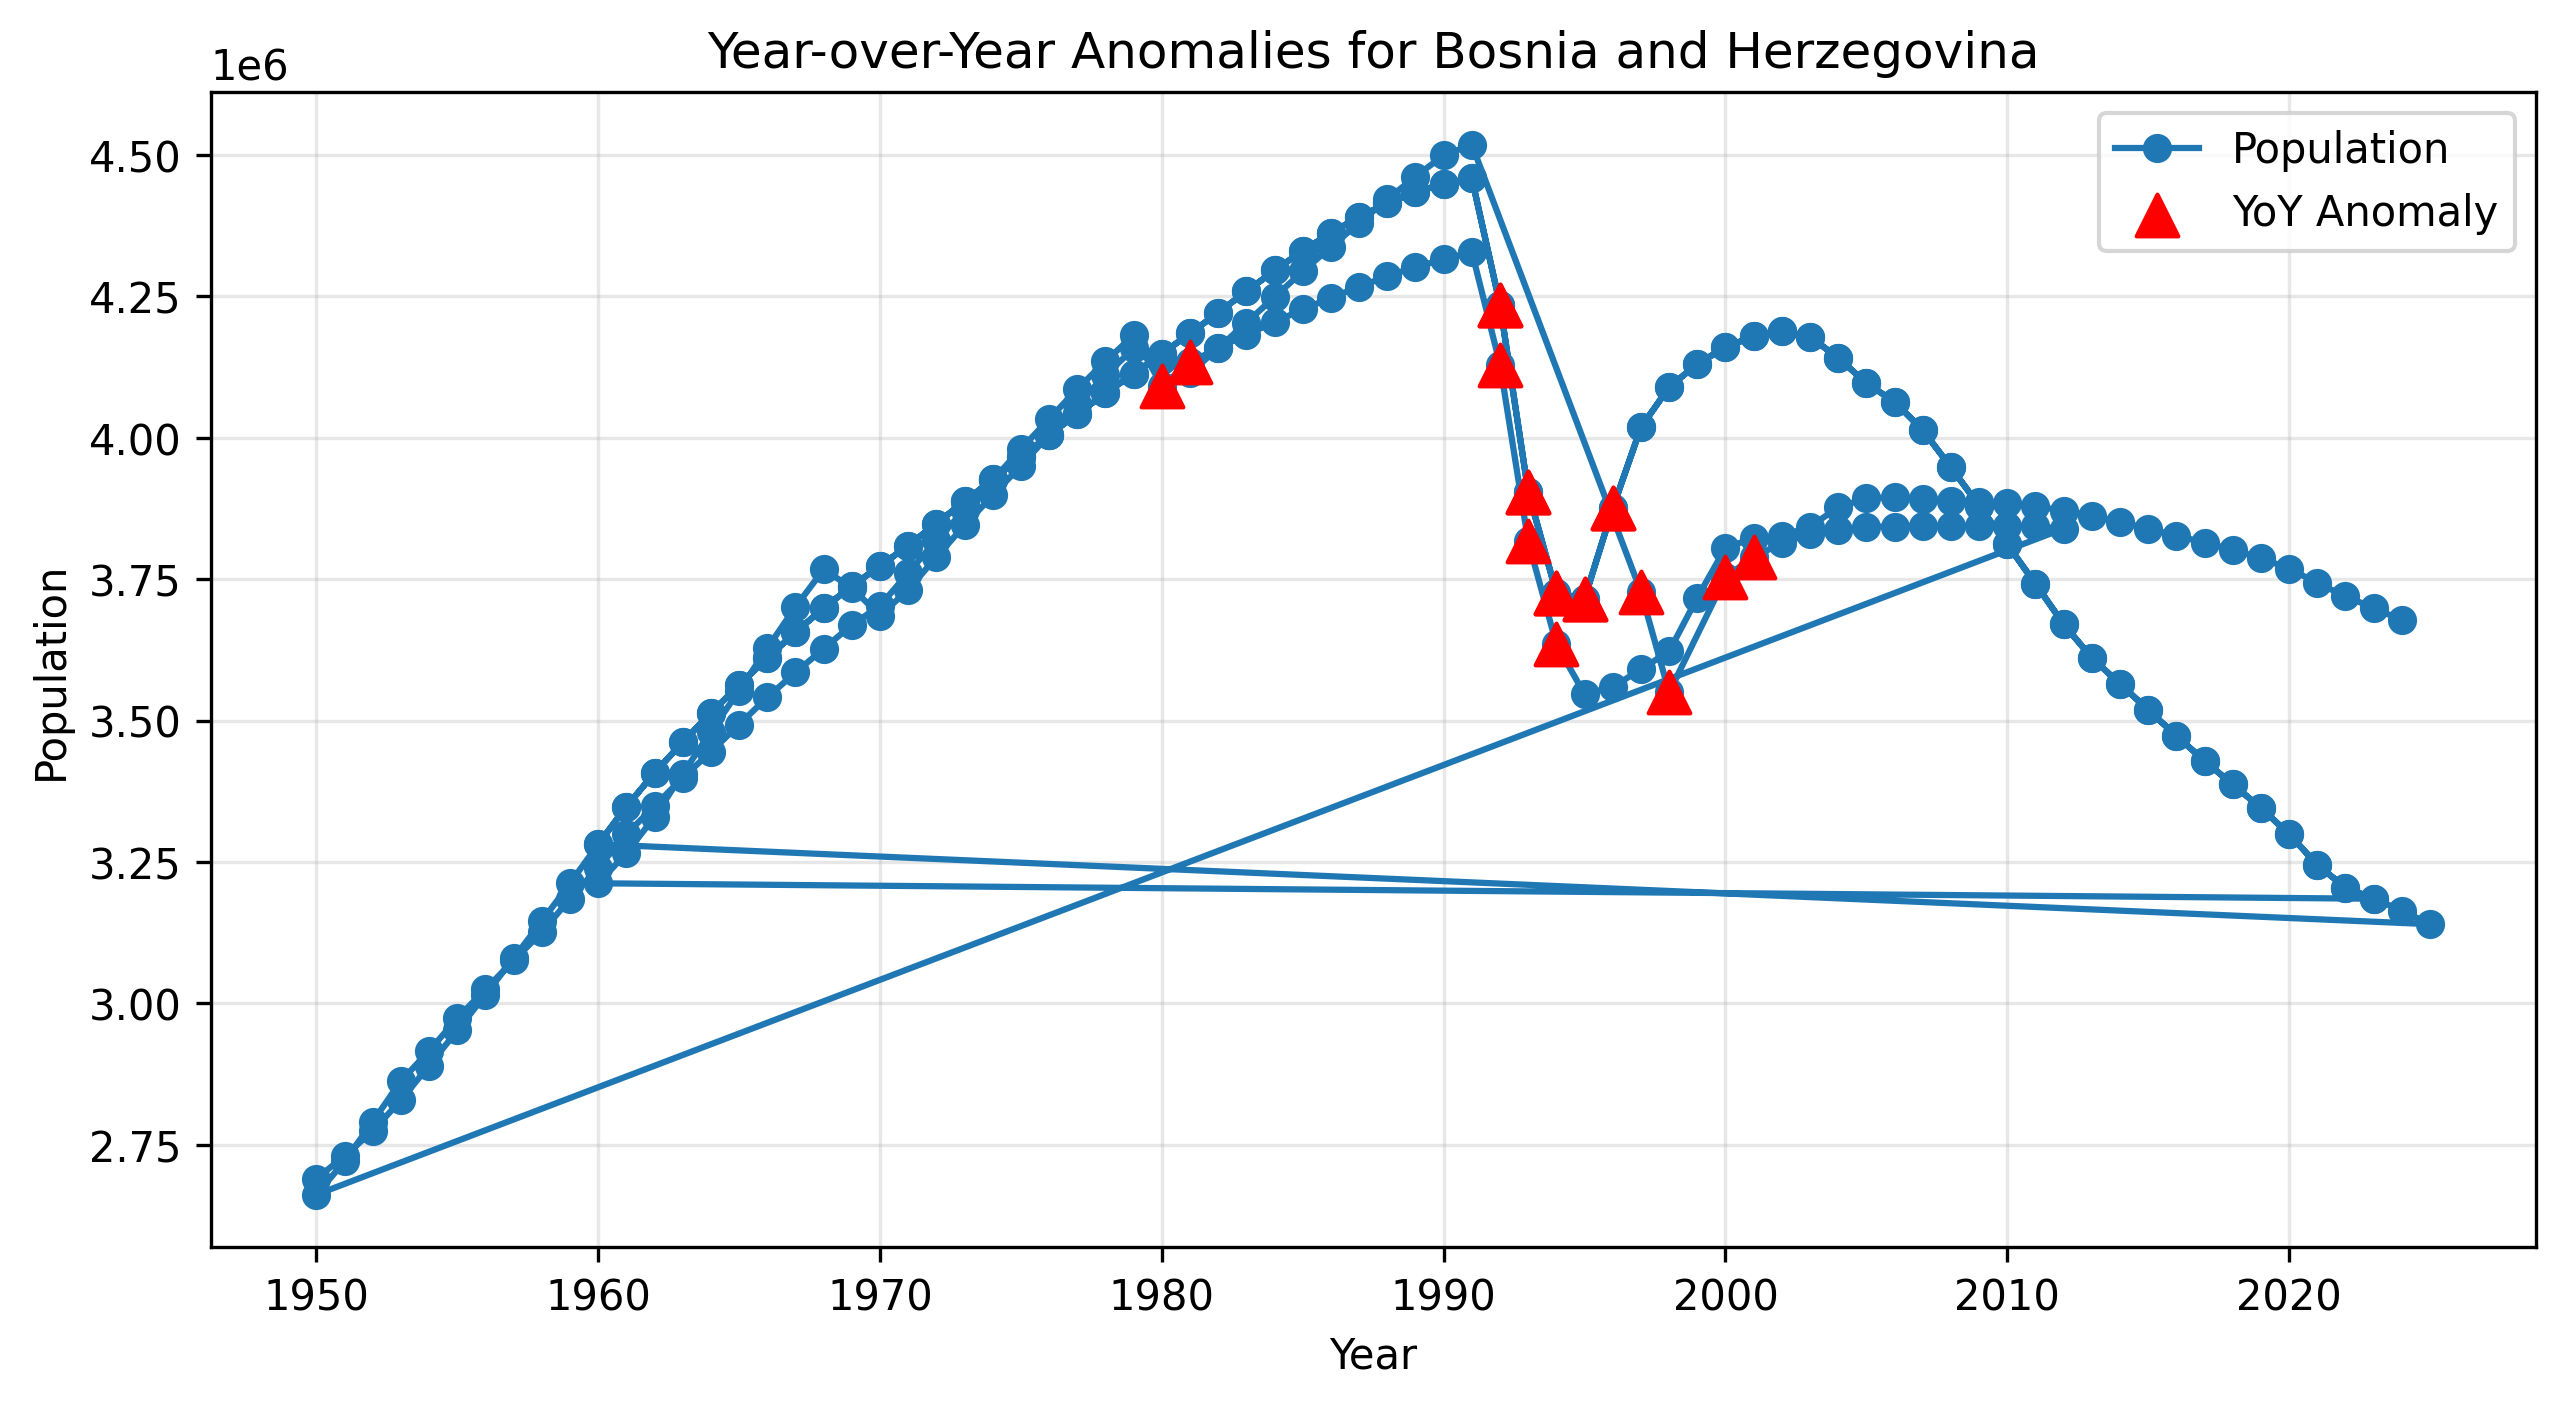 Year-over-Year Anomalies for Bosnia and Herzegovina
1e6
Population
YoY Anomaly
4.50
4.25
4.00
3.75
3.50
3.25
3.00
2.75
Population
1950 1960 1970 1980 1990 2000 2010 2020
Year